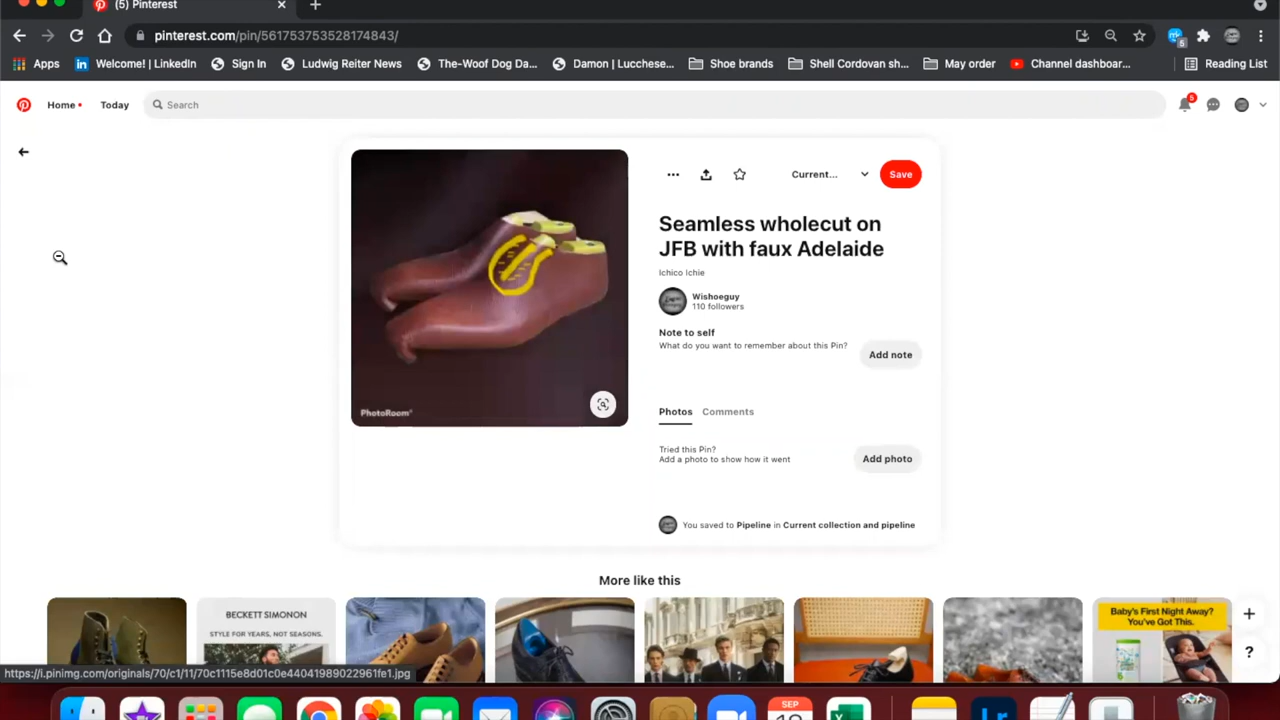 (5) Pinterest
pinterest.com/pin/561753753528174843/
5
Apps
Welcome! | LinkedIn
Sign In
Ludwig Reiter News
The-Woof Dog Da...
Damon | Lucchese...
Shoe brands
Shell Cordovan sh...
May order
Channel dashboar...
Reading List
Home
Today
Search
5
Current...
Save
Seamless wholecut on
JFB with faux Adelaide
Ichico Ichie
Wishoeguy
110 followers
Note to self
What do you want to remember about this Pin?
Add note
PhotoRoom
Photos
Comments
Tried this Pin?
Add a photo to show how it went
Add photo
You saved to Pipeline in Current collection and pipeline
More like this
BECKETT SIMONON
STYLE FOR YEARS, NOT SEASONS.
Baby's First Night Away?
You've Got This.
https://i.pinimg.com/originals/70/c1/11/70c1115e8d01c0e44041989022961fe1.jpg
SEP